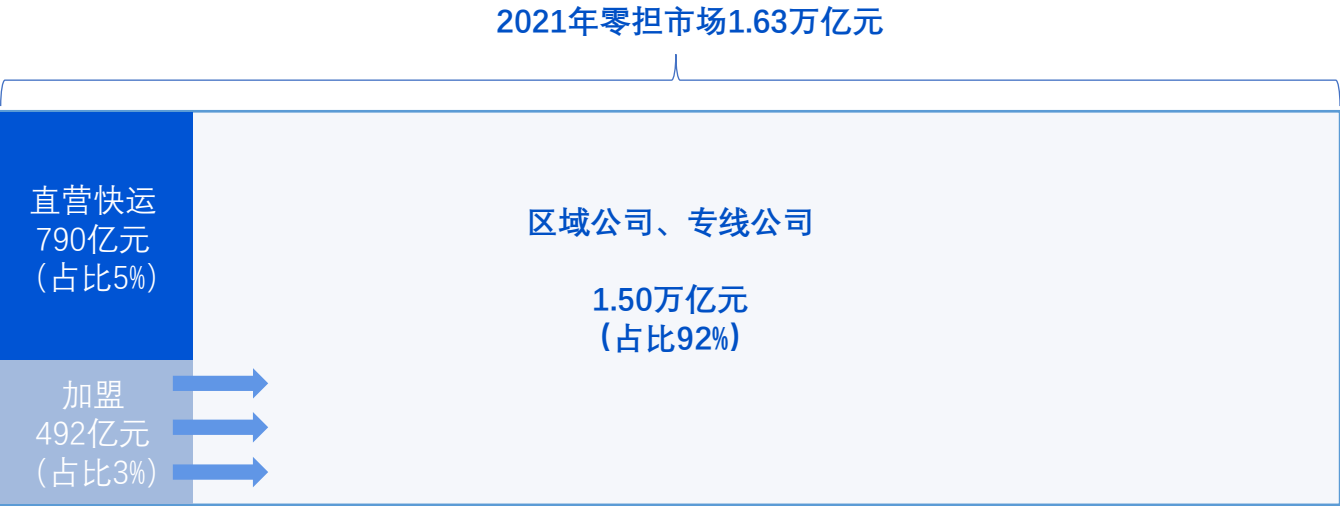 2021年零担市场1.63万亿元
直营快运
790亿元
（占比5%）
区域公司、专线公司
1.50万亿元
（占比92%）
加盟
492亿元
（占比3%）